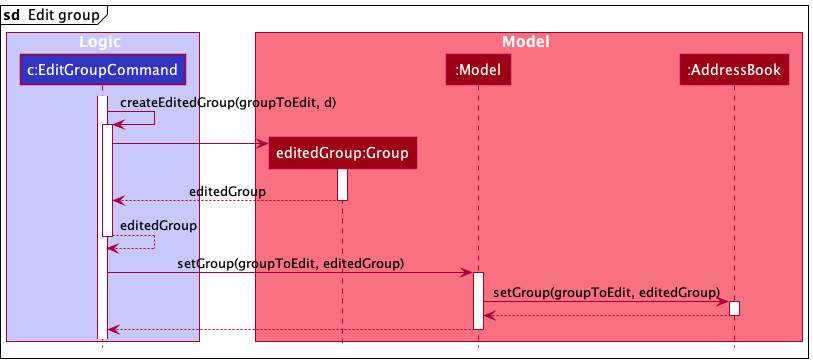 sd Edit group
Logic
Model
c:EditGroupCommand
:Model
:AddressBook
createEditedGroup(groupToEdit, d)
editedGroup:Group
editedGroup
editedGroup
setGroup(groupToEdit, editedGroup)
setGroup(groupToEdit, editedGroup)